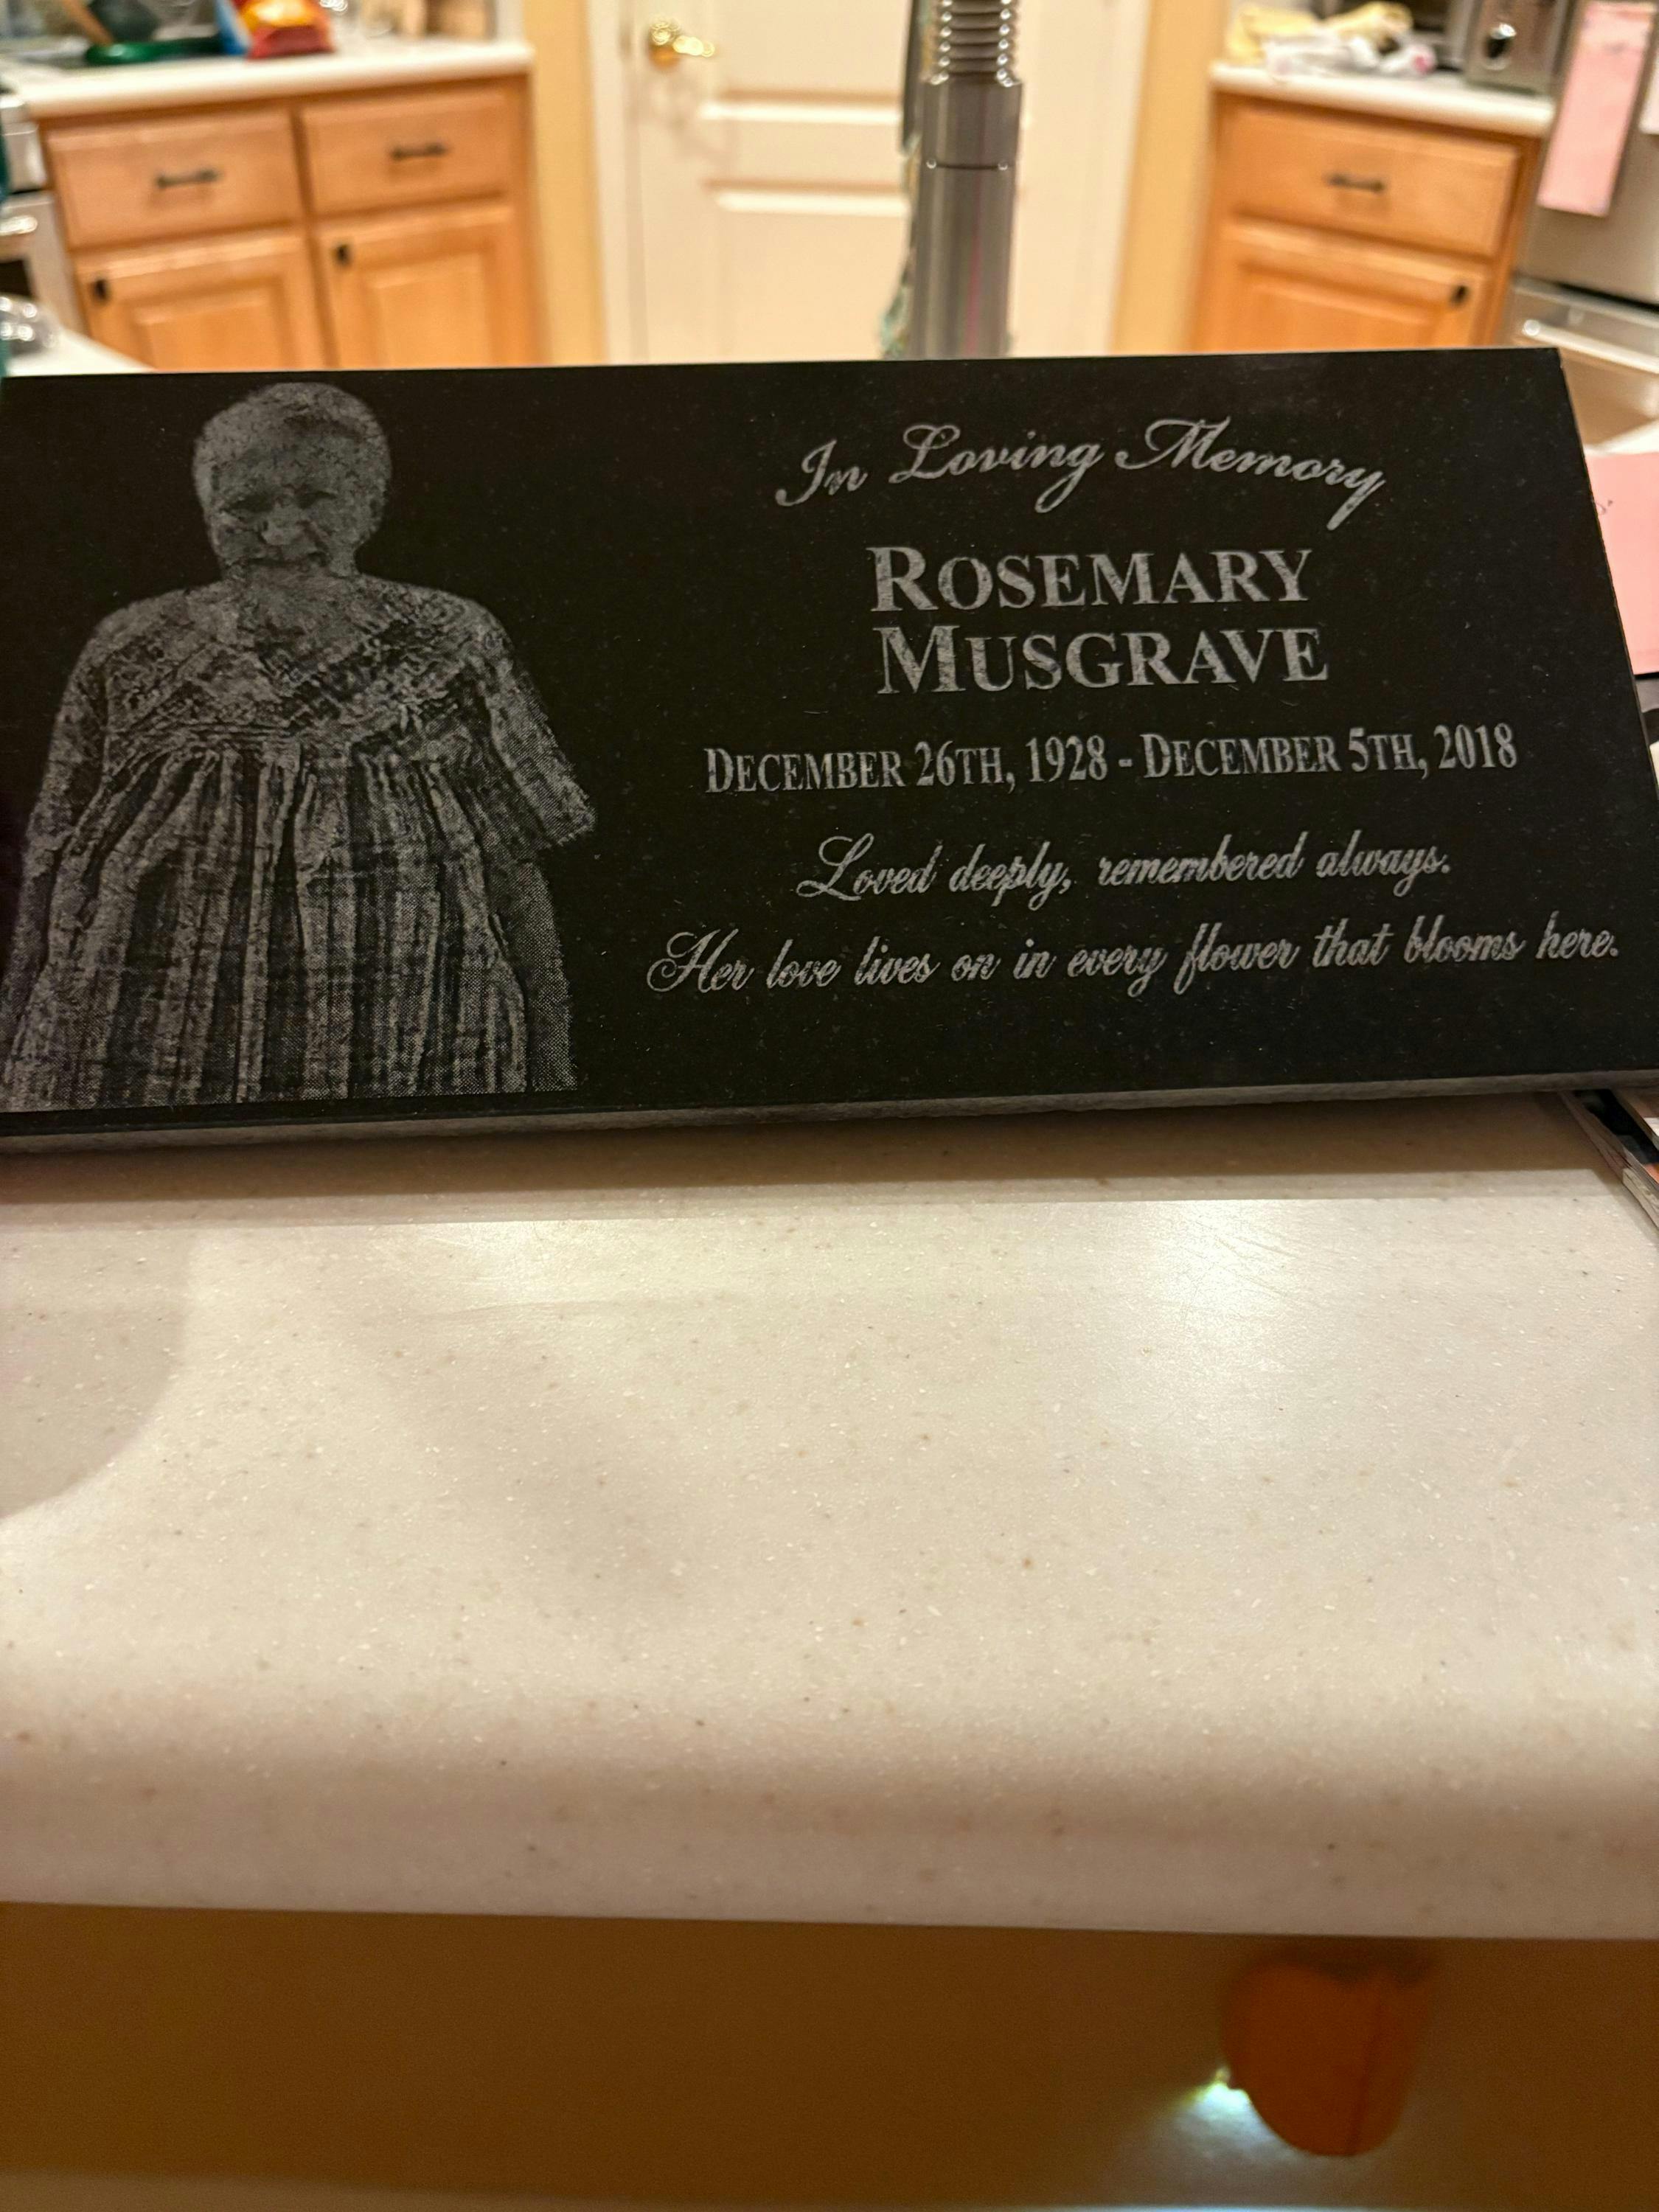 In Loving Memory
ROSEMARY
MUSGRAVE
DECEMBER 26TH, 1928 - DECEMBER 5TH, 2018
Loved deeply, remembered always.
Her love lives on in every flower that blooms here.